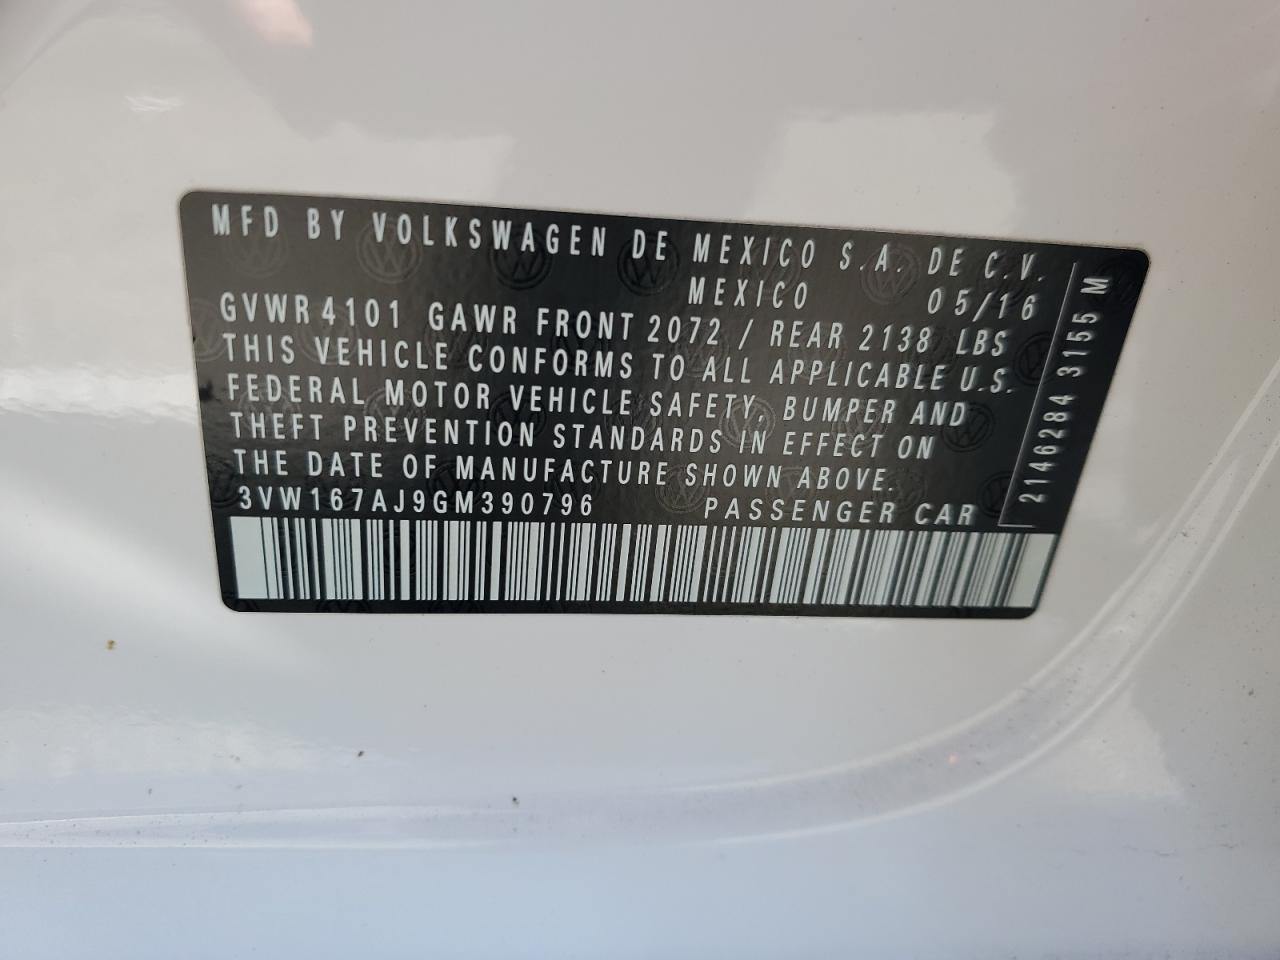 MFD BY VOLKSWAGEN DE MEXICO S.A. DE C.V.
MEXICO 05/16
GVWR 4101 GAWR FRONT 2072 / REAR 2138 LBS
THIS VEHICLE CONFORMS TO ALL APPLICABLE U.S.
FEDERAL MOTOR VEHICLE SAFETY, BUMPER AND
THEFT PREVENTION STANDARDS IN EFFECT ON
THE DATE OF MANUFACTURE SHOWN ABOVE.
3VW167AJ9GM390796 PASSENGER CAR
2146284 3155 M